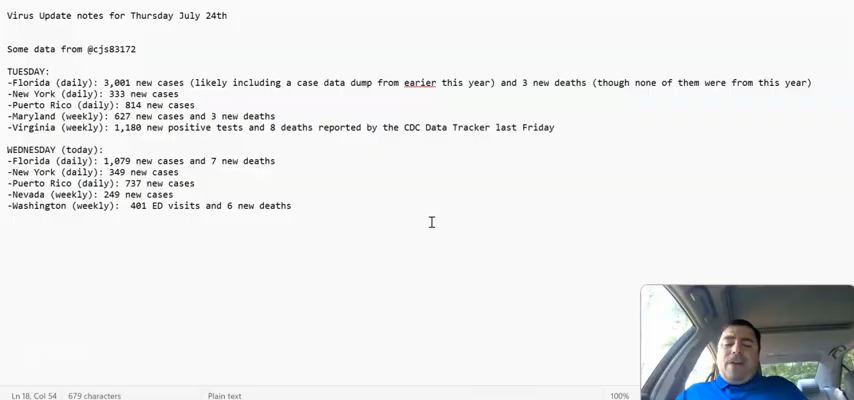 Virus Update notes for Thursday July 24th
Some data from @cjs83172
TUESDAY:
-Florida (daily): 3,001 new cases (likely including a case data dump from earier this year) and 3 new deaths (though none of them were from this year)
-New York (daily): 333 new cases
-Puerto Rico (daily): 814 new cases
-Maryland (weekly): 627 new cases and 3 new deaths
-Virginia (weekly): 1,180 new positive tests and 8 deaths reported by the CDC Data Tracker last Friday
WEDNESDAY (today):
-Florida (daily): 1,079 new cases and 7 new deaths
-New York (daily): 349 new cases
-Puerto Rico (daily): 737 new cases
-Nevada (weekly): 249 new cases
-Washington (weekly):  401 ED visits and 6 new deaths
Ln 18, Col 54 679 characters Plain text 100%